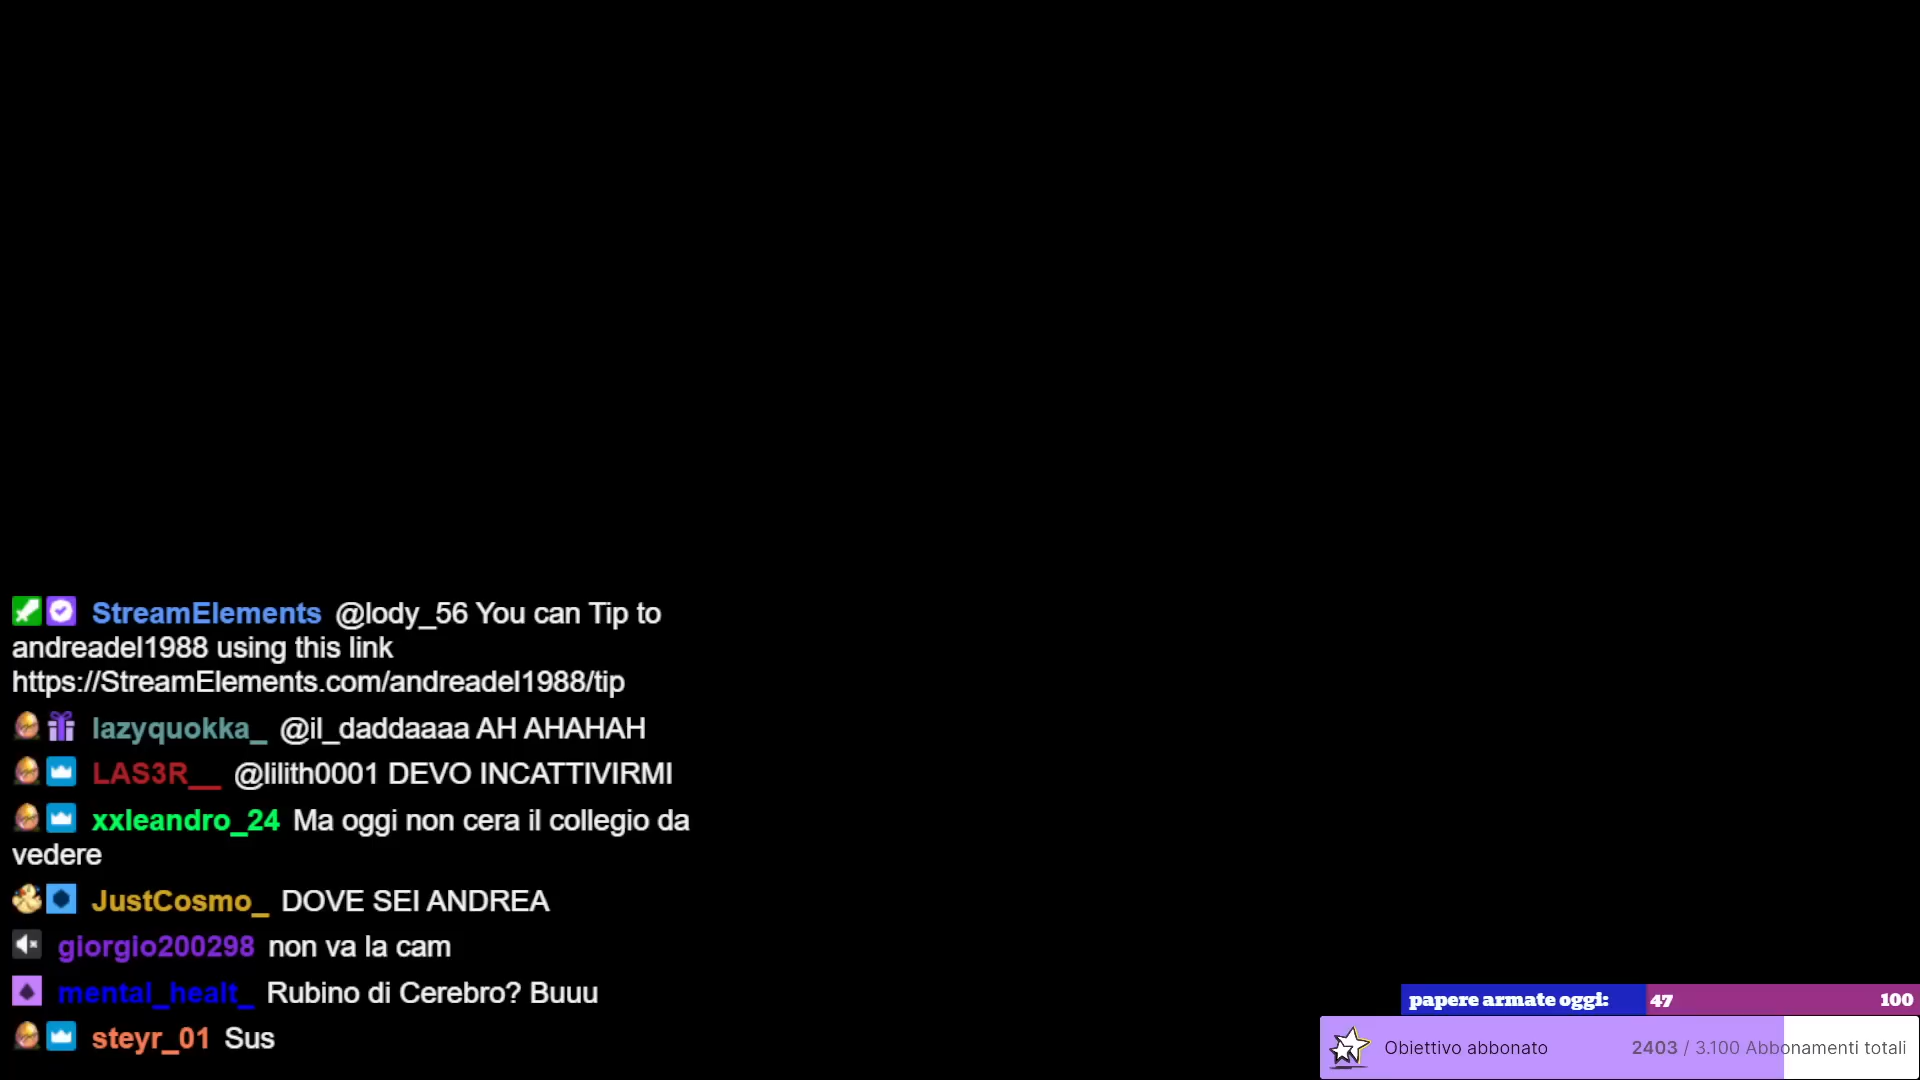 StreamElements @lody_56 You can Tip to
andreadel1988 using this link
https://StreamElements.com/andreadel1988/tip
lazyquokka_ @il_daddaaaa AH AHAHAH
LAS3R__ @lilith0001 DEVO INCATTIVIRMI
xxleandro_24 Ma oggi non cera il collegio da
vedere
JustCosmo_ DOVE SEI ANDREA
giorgio200298 non va la cam
mental_healt_ Rubino di Cerebro? Buuu
steyr_01 Sus
papere armate oggi: 47 100
Obiettivo abbonato 2403 / 3.100 Abbonamenti totali